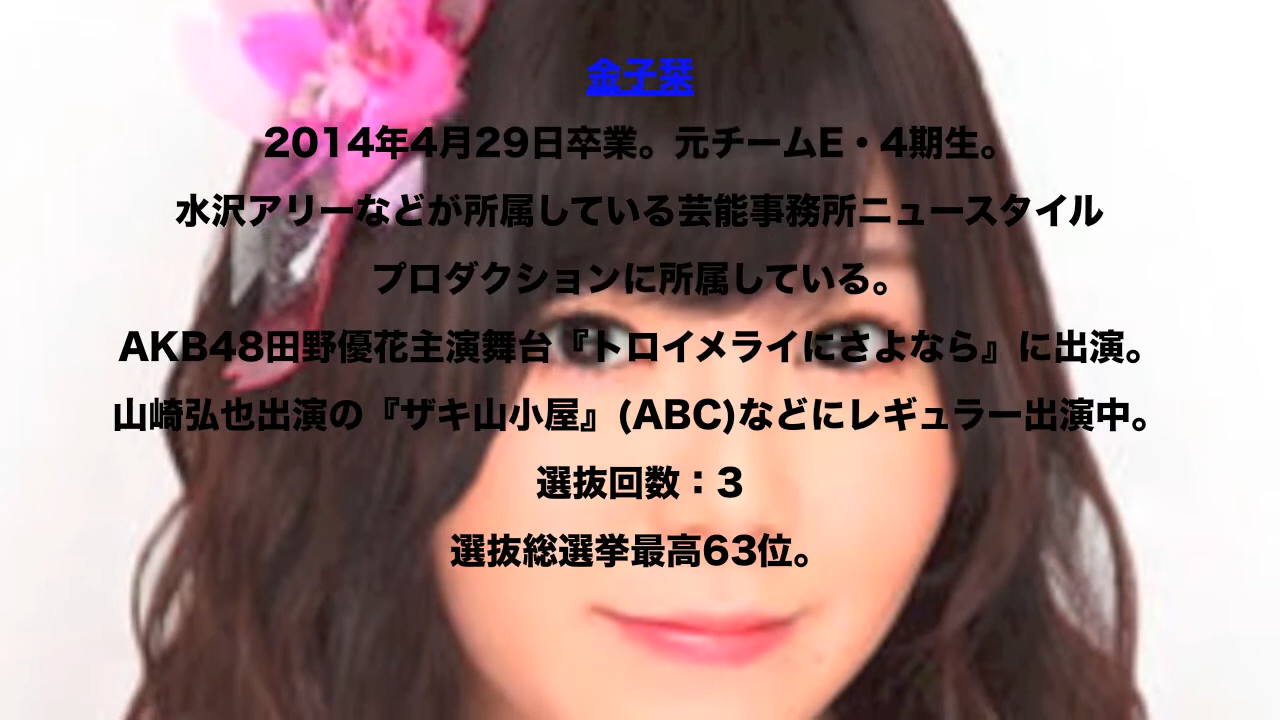 金子栞
2014年4月29日卒業。元チームE・4期生。
水沢アリーなどが所属している芸能事務所ニュースタイル
プロダクションに所属している。
AKB48田野優花主演舞台『トロイメライにさよなら』に出演。
山崎弘也出演の『ザキ山小屋』(ABC)などにレギュラー出演中。
選抜回数：3
選抜総選挙最高63位。